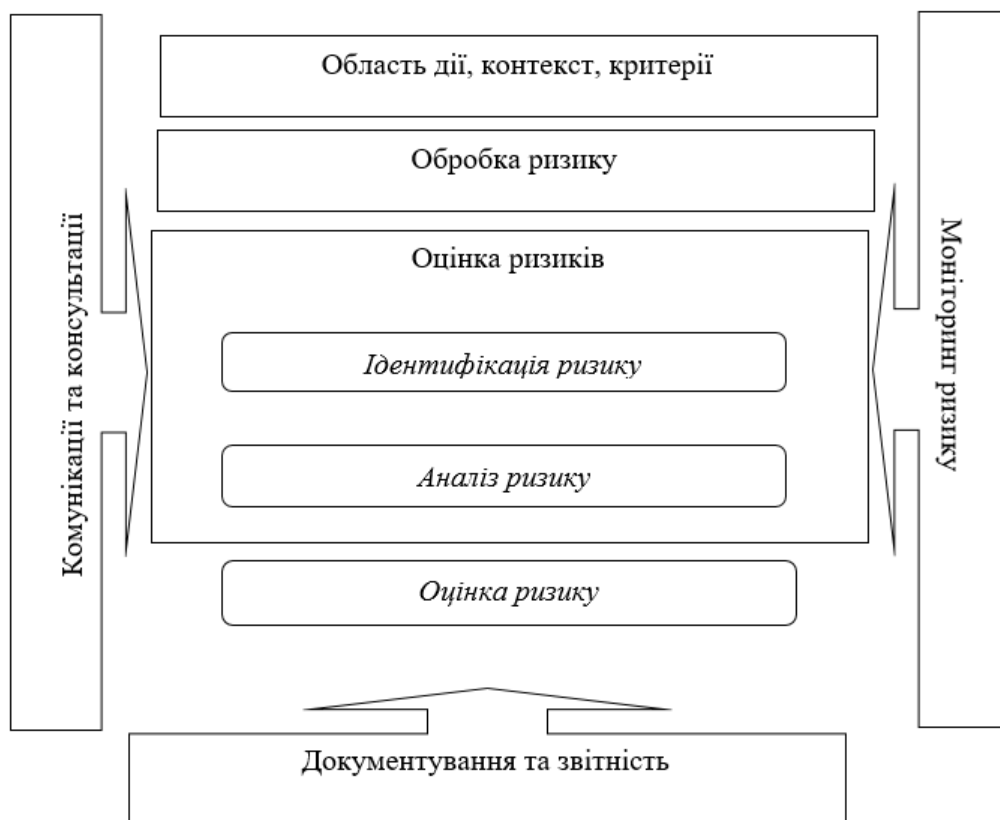 Область дії, контекст, критерії
Обробка ризику
Комунікації та консультації
Оцінка ризиків
Ідентифікація ризику
Аналіз ризику
Оцінка ризику
Моніторинг ризику
Документування та звітність